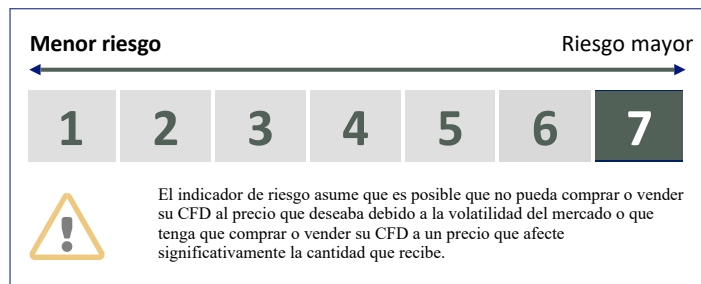 Menor riesgo Riesgo mayor
1 2 3 4 5 6 7
El indicador de riesgo asume que es posible que no pueda comprar o vender
su CFD al precio que deseaba debido a la volatilidad del mercado o que
tenga que comprar o vender su CFD a un precio que afecte
significativamente la cantidad que recibe.